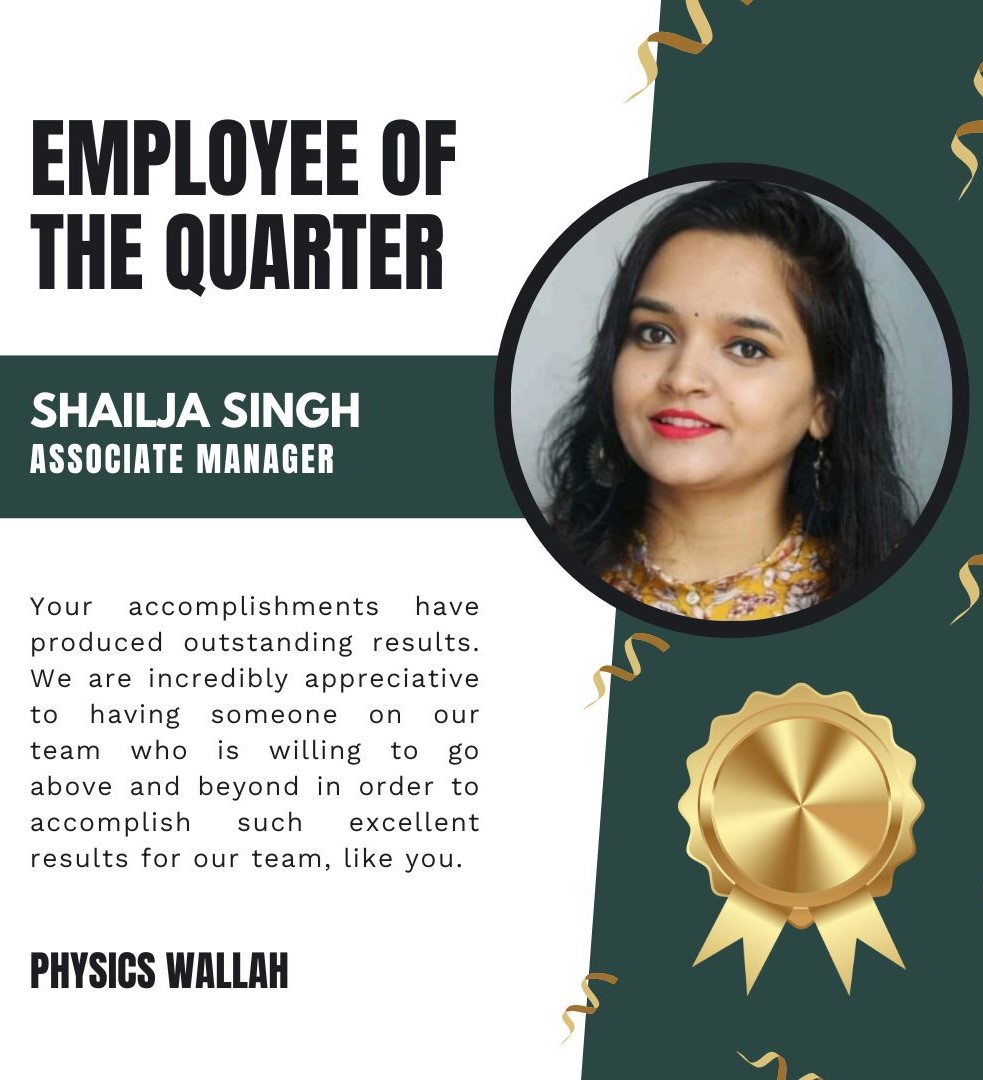 EMPLOYEE OF
THE QUARTER
SHAILJA SINGH
ASSOCIATE MANAGER
Your accomplishments have
produced outstanding results.
We are incredibly appreciative
to having someone on our
team who is willing to go
above and beyond in order to
accomplish such excellent
results for our team, like you.
PHYSICS WALLAH